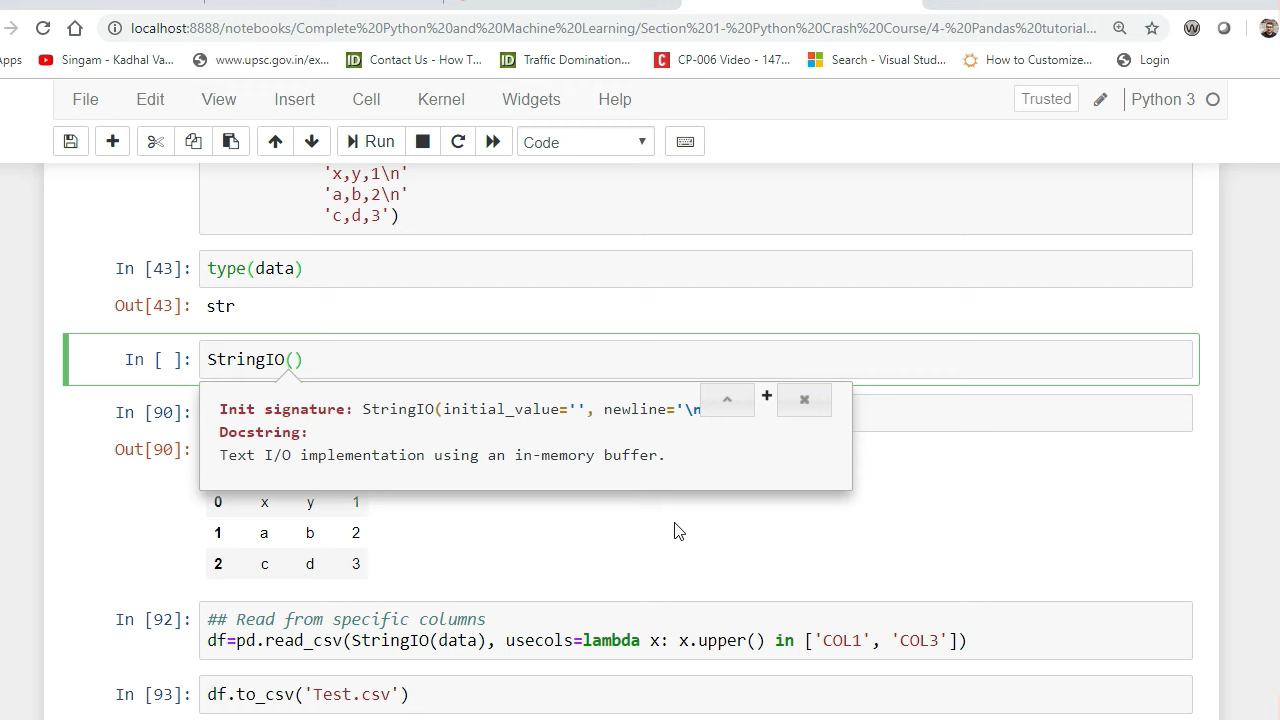 localhost:8888/notebooks/Complete%20Python%20and%20Machine%20Learning/Section%201-%20Python%20Crash%20Course/4-%20Pandas%20tutorial...
Apps Singam Kadhal Va... www.upsc.gov.in/ex... ID Contact Us - How T... ID Traffic Domination... C CP-006 Video - 147... Search - Visual Stud... How to Customize... Login
File Edit View Insert Cell Kernel Widgets Help Trusted Python 3
Run Code
'x,y,1\n'
'a,b,2\n'
'c,d,3')
In [43]: type(data)
Out[43]: str
In [ ]: StringIO()
Init signature: StringIO(initial_value='', newline='\n
Docstring:
Text I/O implementation using an in-memory buffer.
In [90]:
Out[90]:
0 x y 1
1 a b 2
2 c d 3
In [92]: ## Read from specific columns
df=pd.read_csv(StringIO(data), usecols=lambda x: x.upper() in ['COL1', 'COL3'])
In [93]: df.to_csv('Test.csv')